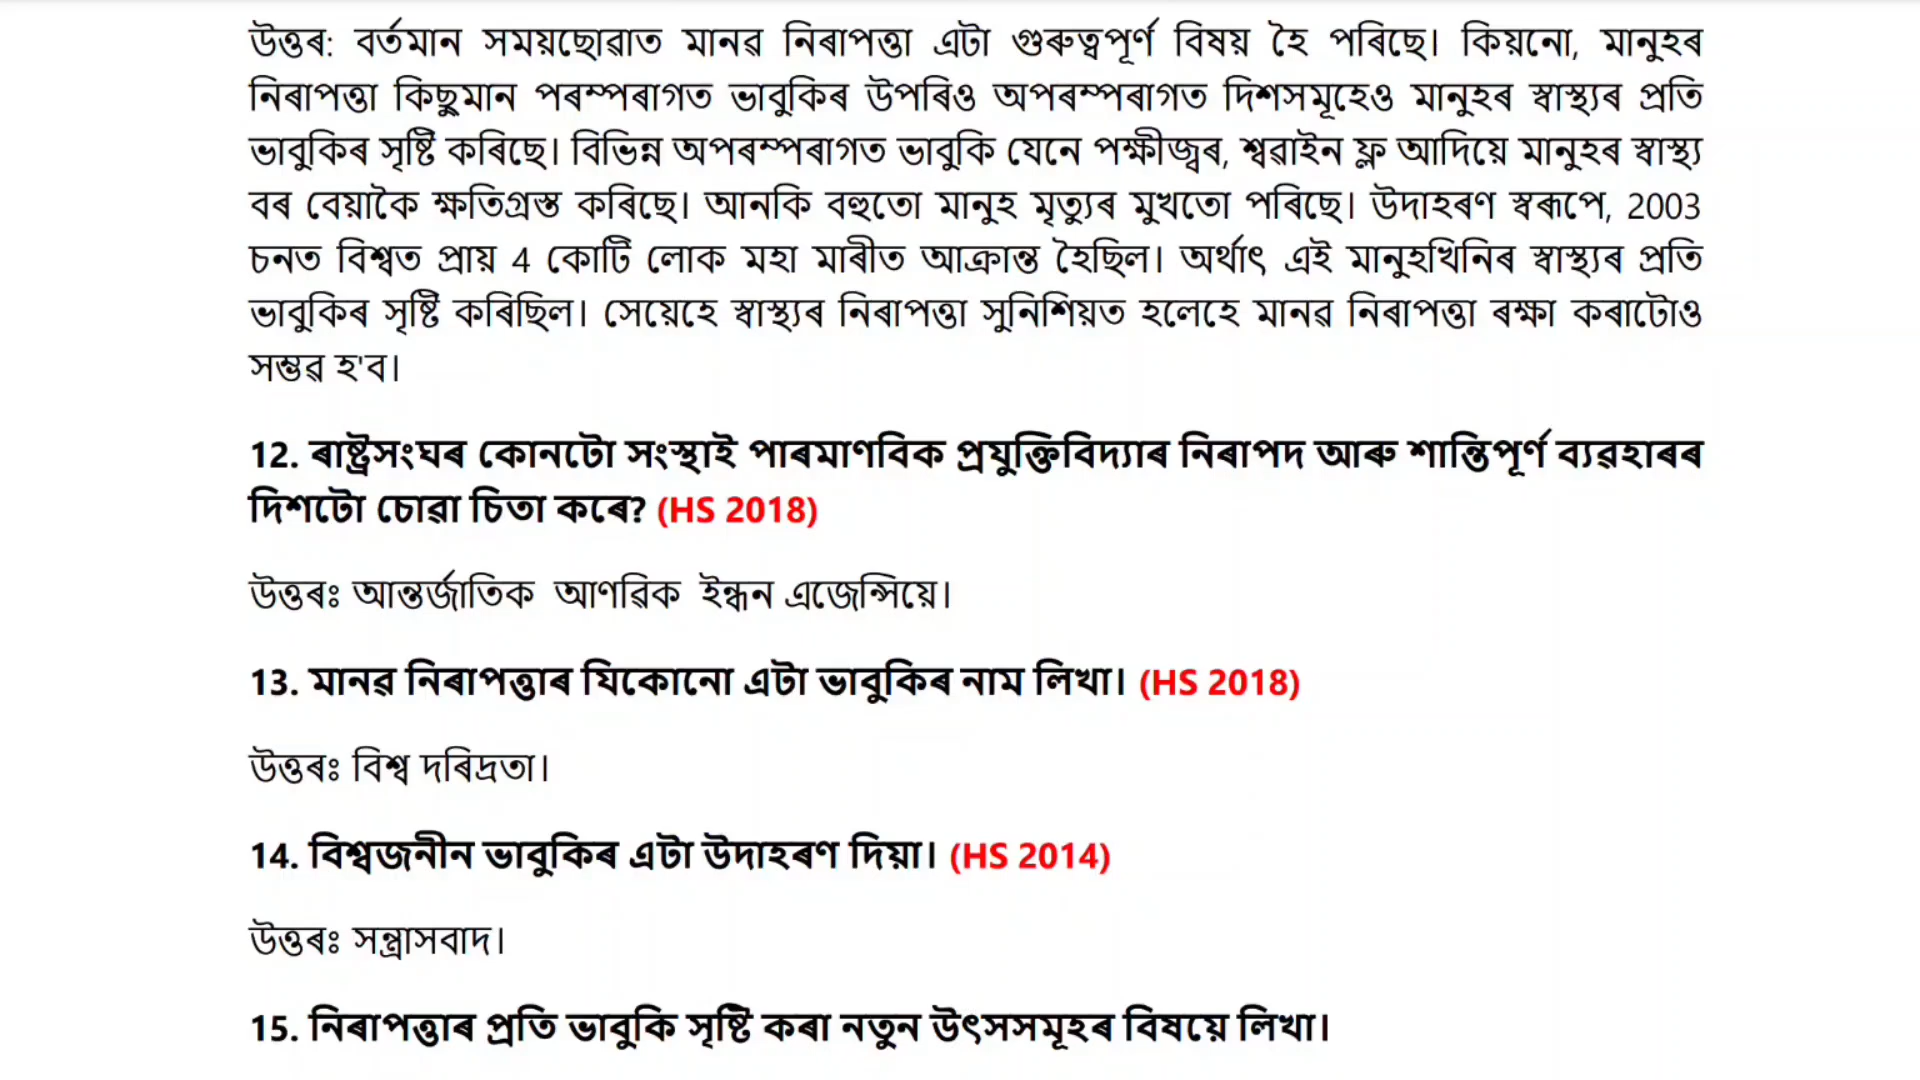 উত্তৰ: বৰ্তমান সময়ছোৱাত মানৱ নিৰাপত্তা এটা গুৰুত্বপূৰ্ণ বিষয় হৈ পৰিছে। কিয়নো, মানুহৰ
নিৰাপত্তা কিছুমান পৰম্পৰাগত ভাবুকিৰ উপৰিও অপৰম্পৰাগত দিশসমূহেও মানুহৰ স্বাস্থ্যৰ প্ৰতি
ভাবুকিৰ সৃষ্টি কৰিছে। বিভিন্ন অপৰম্পৰাগত ভাবুকি যেনে পক্ষীজ্বৰ, শ্বৱাইন ফ্লু আদিয়ে মানুহৰ স্বাস্থ্য
বৰ বেয়াকৈ ক্ষতিগ্ৰস্ত কৰিছে। আনকি বহুতো মানুহ মৃত্যুৰ মুখতো পৰিছে। উদাহৰণ স্বৰূপে, 2003
চনত বিশ্বত প্ৰায় 4 কোটি লোক মহা মাৰীত আক্ৰান্ত হৈছিল। অৰ্থাৎ এই মানুহখিনিৰ স্বাস্থ্যৰ প্ৰতি
ভাবুকিৰ সৃষ্টি কৰিছিল। সেয়েহে স্বাস্থ্যৰ নিৰাপত্তা সুনিশিয়ত হলেহে মানৱ নিৰাপত্তা ৰক্ষা কৰাটোও
সম্ভৱ হ'ব।
12. ৰাষ্ট্ৰসংঘৰ কোনটো সংস্থাই পাৰমাণবিক প্ৰযুক্তিবিদ্যাৰ নিৰাপদ আৰু শান্তিপূৰ্ণ ব্যৱহাৰৰ
দিশটো চোৱা চিতা কৰে? (HS 2018)
উত্তৰঃ আন্তৰ্জাতিক আণৱিক ইন্ধন এজেন্সিয়ে।
13. মানৱ নিৰাপত্তাৰ যিকোনো এটা ভাবুকিৰ নাম লিখা। (HS 2018)
উত্তৰঃ বিশ্ব দৰিদ্ৰতা।
14. বিশ্বজনীন ভাবুকিৰ এটা উদাহৰণ দিয়া। (HS 2014)
উত্তৰঃ সন্ত্ৰাসবাদ।
15. নিৰাপত্তাৰ প্ৰতি ভাবুকি সৃষ্টি কৰা নতুন উৎসসমূহৰ বিষয়ে লিখা।